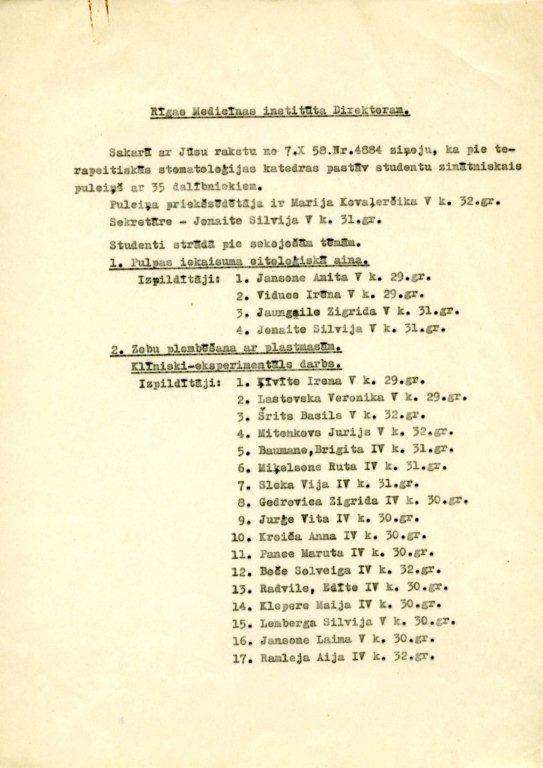 Rīgas Medicīnas institūta Direktoram.
Sakarā ar Jūsu rakstu no 7.X 58.Nr.4884 ziņoju, ka pie te-
rapeitiskās stomatoloģijas katedras pastāv studentu zinātniskais
pulciņš ar 35 dalībniekiem.
Pulciņa priekšsēdētāja ir Marija Kovaļerčika V k. 32.gr.
Sekretāre - Jonaite Silvija V k. 31.gr.
Studenti strādā pie sekojošām tēmām.
1. Pulpas iekaisuma citoloģiskā aina.
Izpildītāji: 1. Jansone Anita V k. 29.gr.
2. Viduce Irēna V k. 29.gr.
3. Jaungaile Zigrida V k. 31.gr.
4. Jonaite Silvija V k. 31.gr.
2. Zobu plombēšana ar plastmasām.
Klīniski-eksperimentāls darbs.
Izpildītāji: 1. Ķivīte Irena V k. 29.gr.
2. Lastovska Veronika V k. 29.gr.
3. Šrits Basils V k. 32.gr.
4. Mitenkovs Jurijs V k. 32.gr.
5. Baumane,Brigita IV k. 31.gr.
6. Miķelsone Ruta IV k. 31.gr.
7. Sloka Vija IV k. 31.gr.
8. Gedrovica Zigrida IV k. 30.gr.
9. Jurģe Vita IV k. 30.gr.
10. Kroiča Anna IV k. 30.gr.
11. Pance Maruta IV k. 30.gr.
12. Boče Solveiga IV k. 32.gr.
13. Radvile, Edīte IV k. 30.gr.
14. Klepere Maija IV k. 30.gr.
15. Lemberga Silvija V k. 30.gr.
16. Jansone Laima V k. 30.gr.
17. Ramleja Aija IV k. 32.gr.